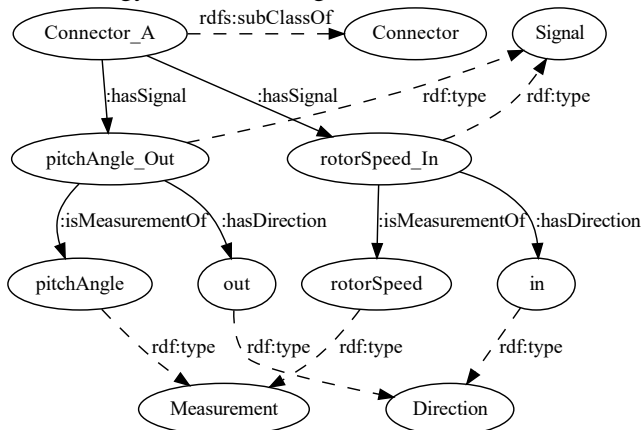 rdfs:subClassOf
Connector_A
Connector
Signal
:hasSignal
:hasSignal
rdf:type
rdf:type
pitchAngle_Out
rotorSpeed_In
:isMeasurementOf
:hasDirection
:isMeasurementOf
:hasDirection
pitchAngle
out
rotorSpeed
in
rdf:type
rdf:type
rdf:type
rdf:type
Measurement
Direction